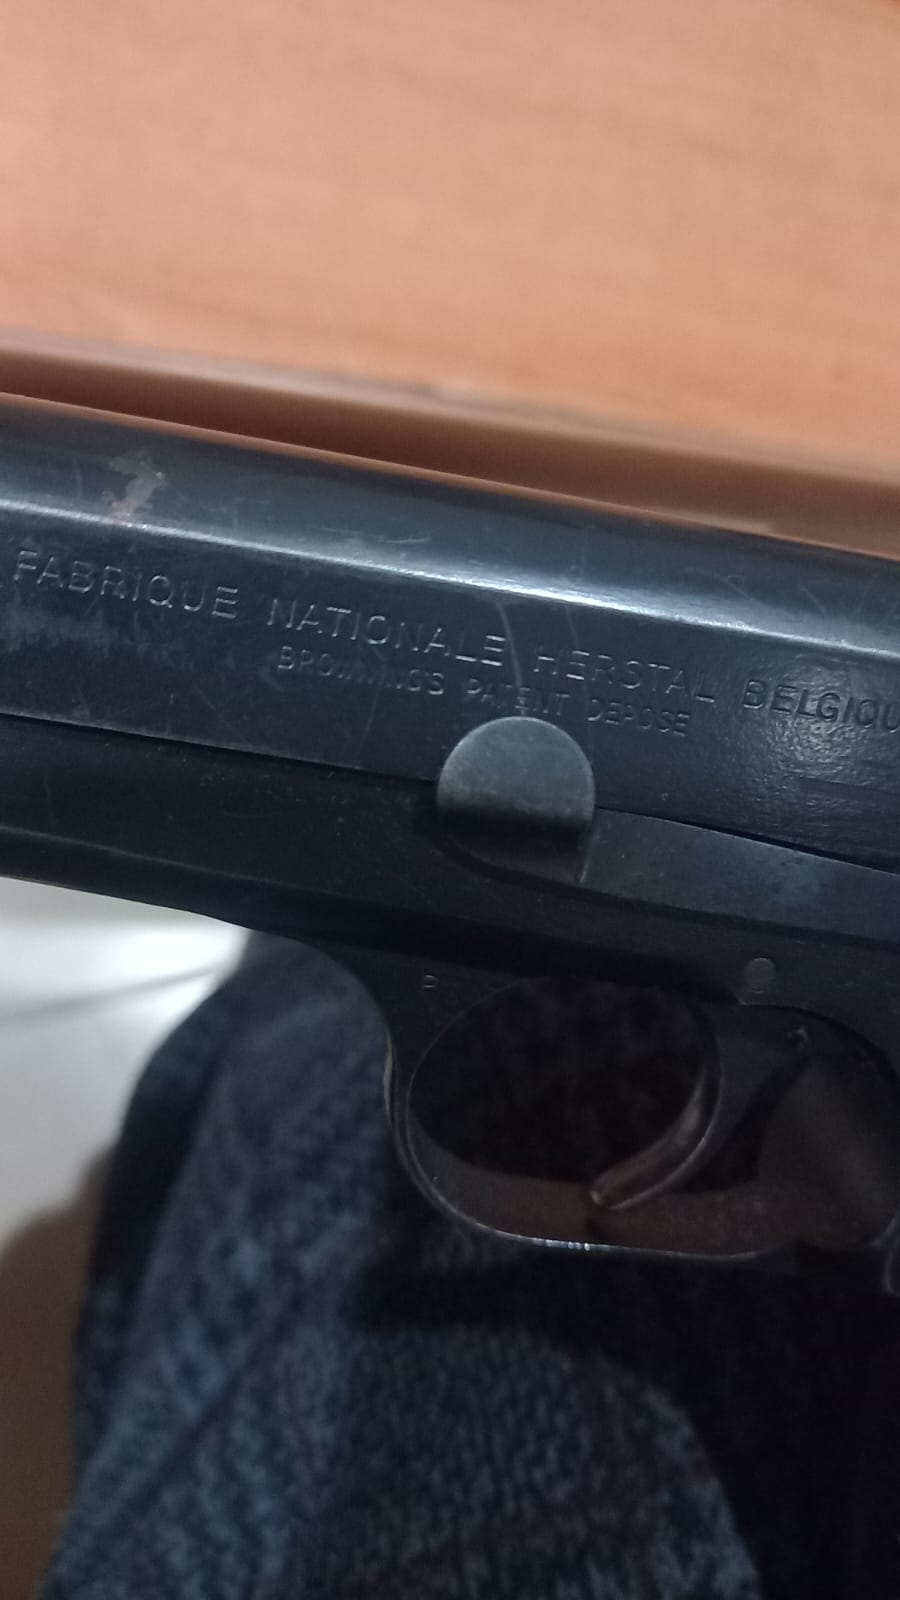 FABRIQUE NATIONALE HERSTAL BELGIQU
BROWNING'S PATENT DEPOSE
P